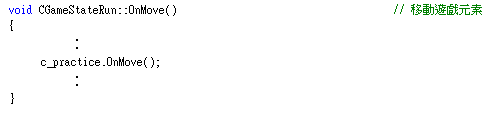 void CGameStateRun::OnMove() // 移動遊戲元素
{
:
c_practice.OnMove();
:
}